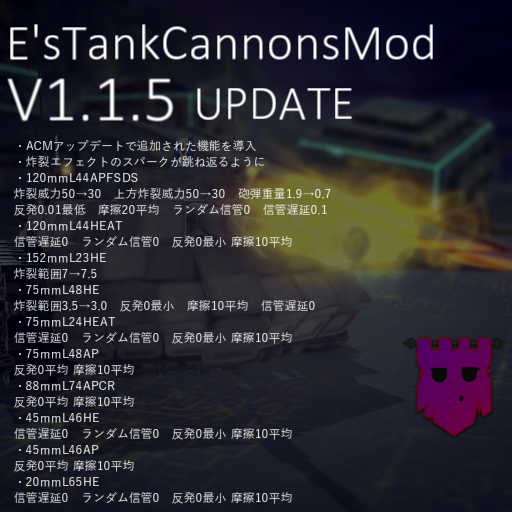 E'sTankCannonsMod
V1.1.5 UPDATE
・ACMアップデートで追加された機能を導入
・炸裂エフェクトのスパークが跳ね返るように
・120mmL44APFSDS
炸裂威力50→30　上方炸裂威力50→30　砲弾重量1.9→0.7
反発0.01最低　摩擦20平均　ランダム信管0　信管遅延0.1
・120mmL44HEAT
信管遅延0　ランダム信管0　反発0最小 摩擦10平均
・152mmL23HE
炸裂範囲7→7.5
・75mmL48HE
炸裂範囲3.5→3.0　反発0最小　摩擦10平均　信管遅延0
・75mmL24HEAT
信管遅延0　ランダム信管0　反発0最小 摩擦10平均
・75mmL48AP
反発0平均 摩擦10平均
・88mmL74APCR
反発0平均 摩擦10平均
・45mmL46HE
信管遅延0　ランダム信管0　反発0最小 摩擦10平均
・45mmL46AP
反発0平均 摩擦10平均
・20mmL65HE
信管遅延0　ランダム信管0　反発0最小 摩擦10平均